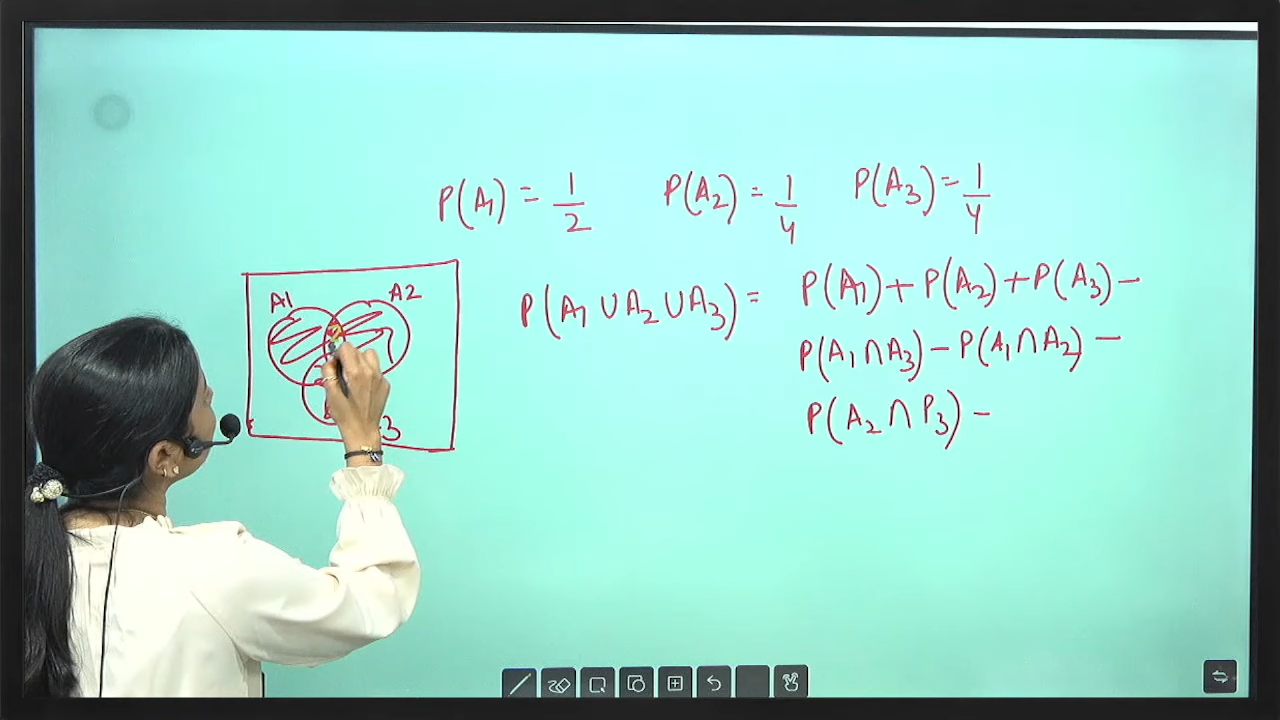 P(A₁) = 1/2 P(A₂) = 1/4 P(A₃) = 1/4
A1 A2
3
P(A₁ ∪ A₂ ∪ A₃) = P(A₁) + P(A₂) + P(A₃) −
P(A₁ ∩ A₃) − P(A₁ ∩ A₂) −
P(A₂ ∩ P₃) −